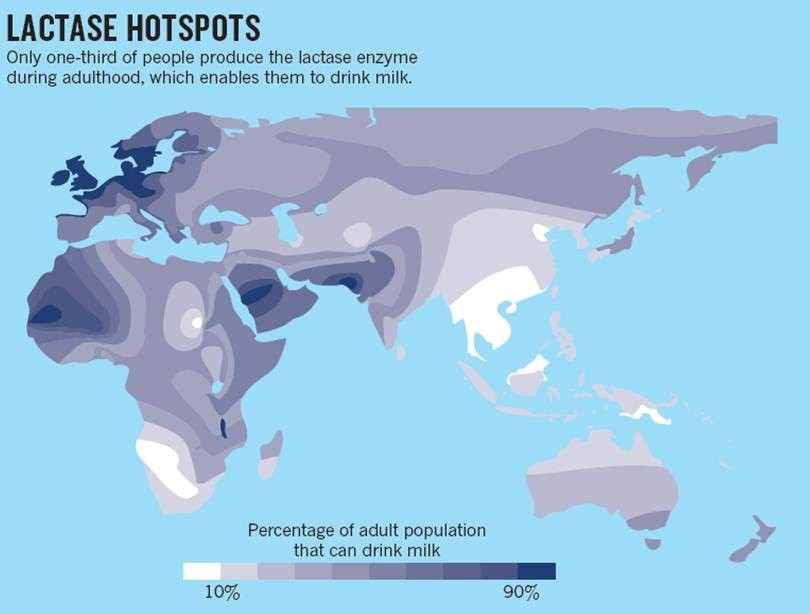 LACTASE HOTSPOTS
Only one-third of people produce the lactase enzyme
during adulthood, which enables them to drink milk.
Percentage of adult population
that can drink milk
10%
90%